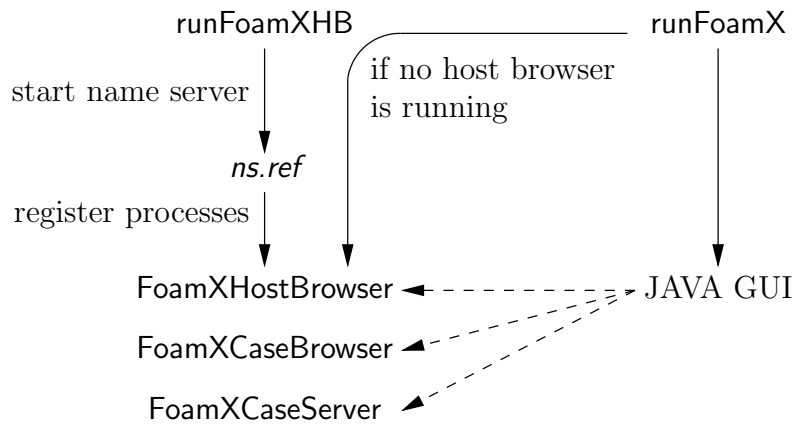 runFoamXHB
runFoamX
if no host browser
is running
start name server
ns.ref
register processes
FoamXHostBrowser
JAVA GUI
FoamXCaseBrowser
FoamXCaseServer